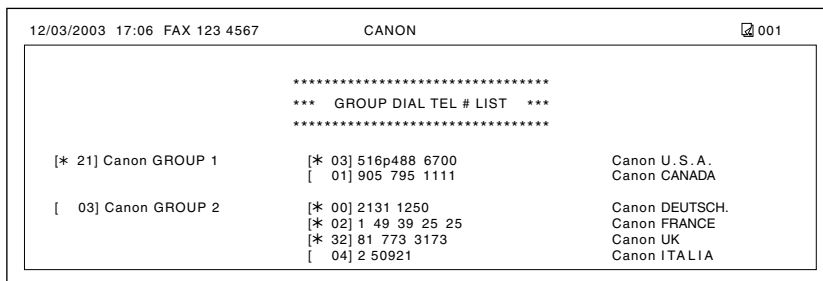 12/03/2003 17:06 FAX 123 4567 CANON 001
*********************************
*** GROUP DIAL TEL # LIST ***
*********************************
[* 21] Canon GROUP 1 [* 03] 516p488 6700 Canon U.S.A.
[ 01] 905 795 1111 Canon CANADA
[ 03] Canon GROUP 2 [* 00] 2131 1250 Canon DEUTSCH.
[* 02] 1 49 39 25 25 Canon FRANCE
[* 32] 81 773 3173 Canon UK
[ 04] 2 50921 Canon ITALIA